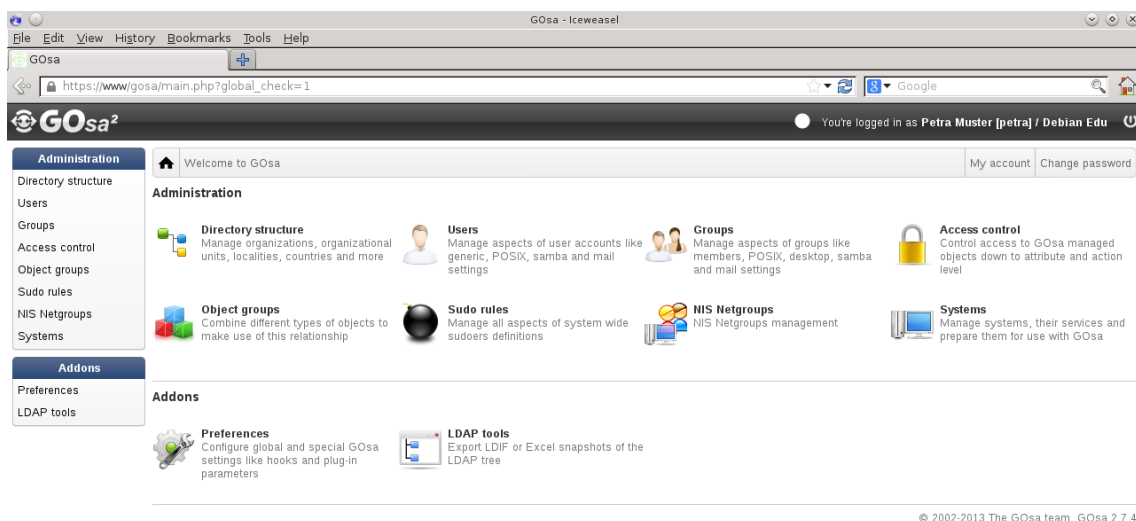 GOsa - Iceweasel
File Edit View History Bookmarks Tools Help
GOsa
https://www/gosa/main.php?global_check=1
Google
GOsa²
You're logged in as Petra Muster [petra] / Debian Edu
Administration
Directory structure
Users
Groups
Access control
Object groups
Sudo rules
NIS Netgroups
Systems
Addons
Preferences
LDAP tools
Welcome to GOsa
My account
Change password
Administration
Directory structure
Manage organizations, organizational
units, localities, countries and more
Users
Manage aspects of user accounts like
generic, POSIX, samba and mail
settings
Groups
Manage aspects of groups like
members, POSIX, desktop, samba
and mail settings
Access control
Control access to GOsa managed
objects down to attribute and action
level
Object groups
Combine different types of objects to
make use of this relationship
Sudo rules
Manage all aspects of system wide
sudoers definitions
NIS Netgroups
NIS Netgroups management
Systems
Manage systems, their services and
prepare them for use with GOsa
Addons
Preferences
Configure global and special GOsa
settings like hooks and plug-in
parameters
LDAP tools
Export LDIF or Excel snapshots of the
LDAP tree
© 2002-2013 The GOsa team, GOsa 2.7.4